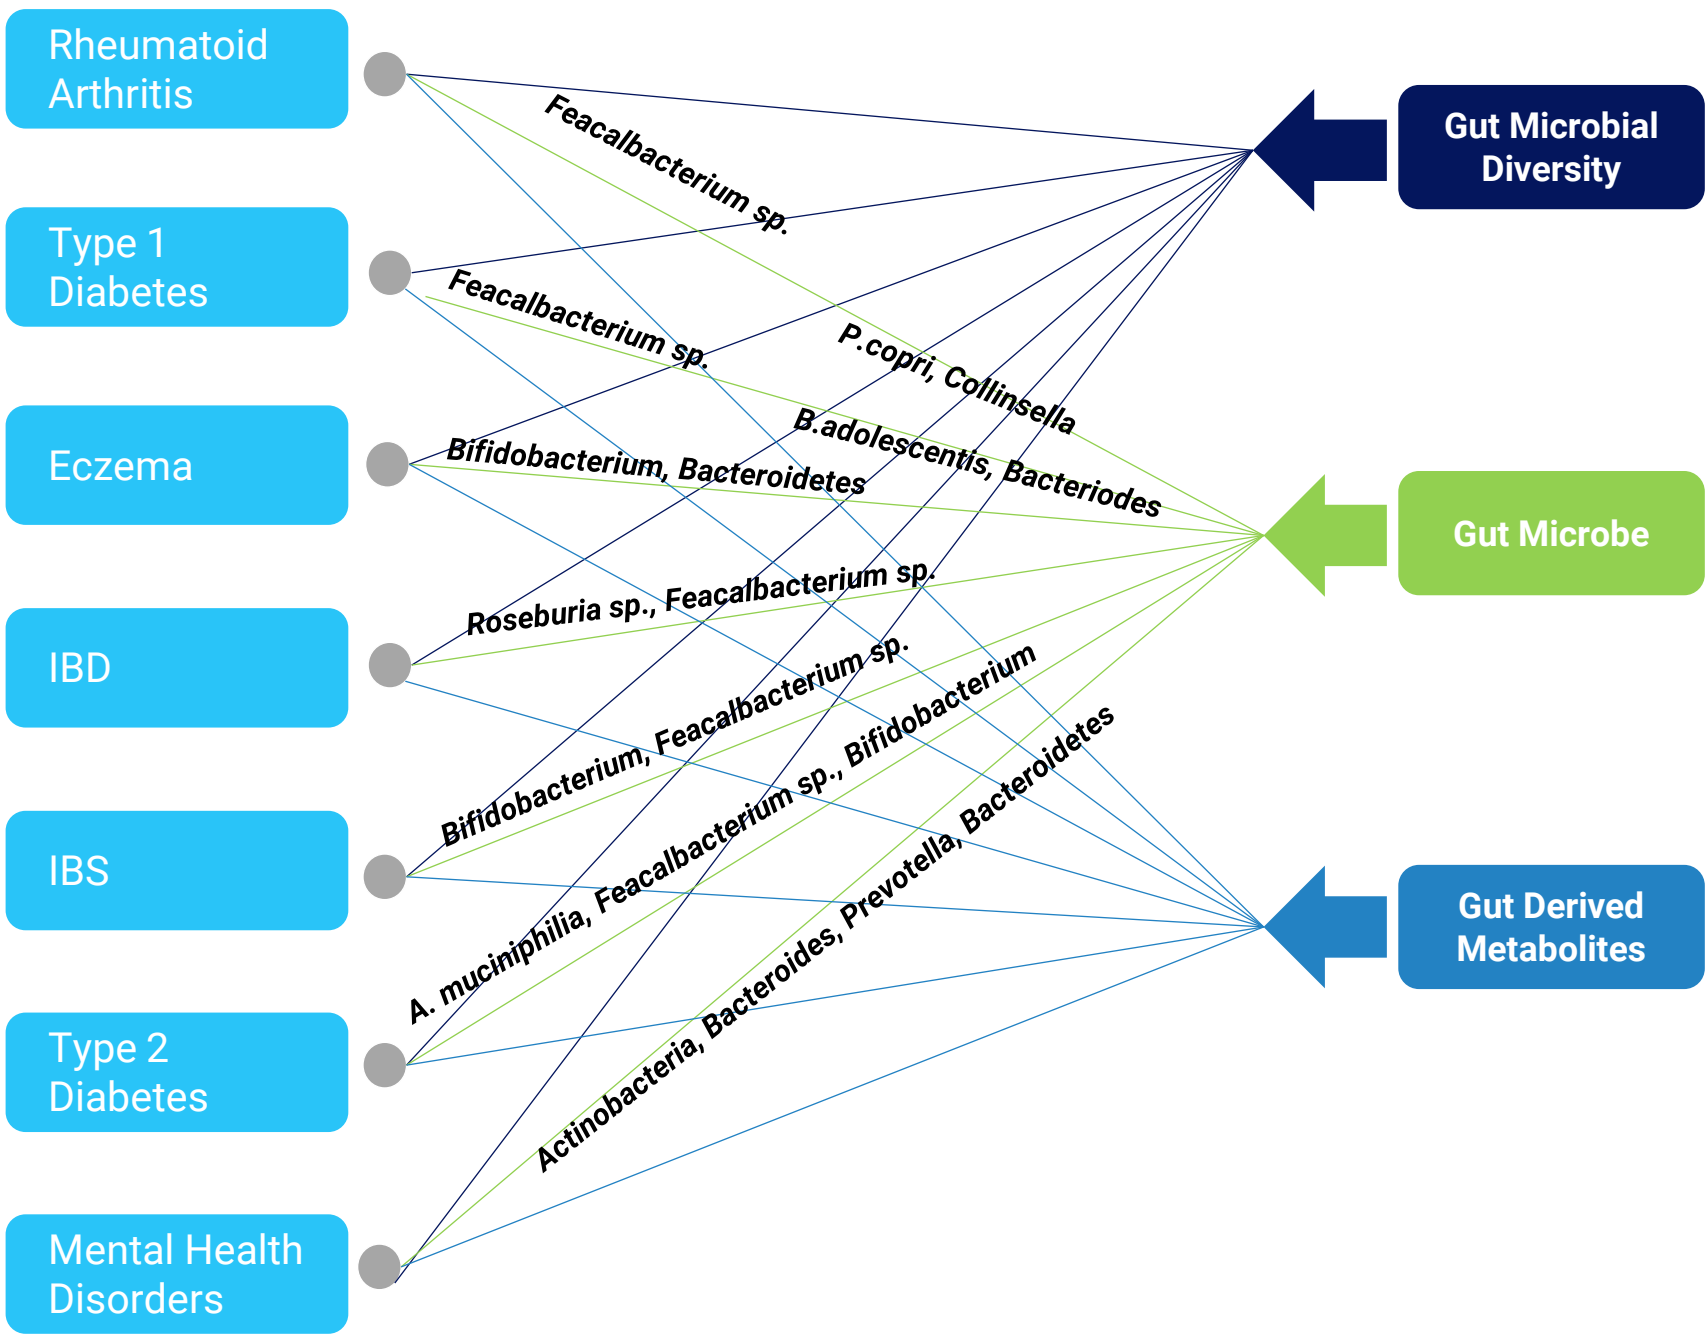 Rheumatoid
Arthritis
Type 1
Diabetes
Eczema
IBD
IBS
Type 2
Diabetes
Mental Health
Disorders
Feacalbacterium sp.
P.copri, Collinsella
Feacalbacterium sp.
B.adolescentis, Bacteriodes
Bifidobacterium, Bacteroidetes
Roseburia sp., Feacalbacterium sp.
Bifidobacterium, Feacalbacterium sp.
A. muciniphilia, Feacalbacterium sp., Bifidobacterium
Actinobacteria, Bacteroides, Prevotella, Bacteroidetes
Gut Microbial
Diversity
Gut Microbe
Gut Derived
Metabolites